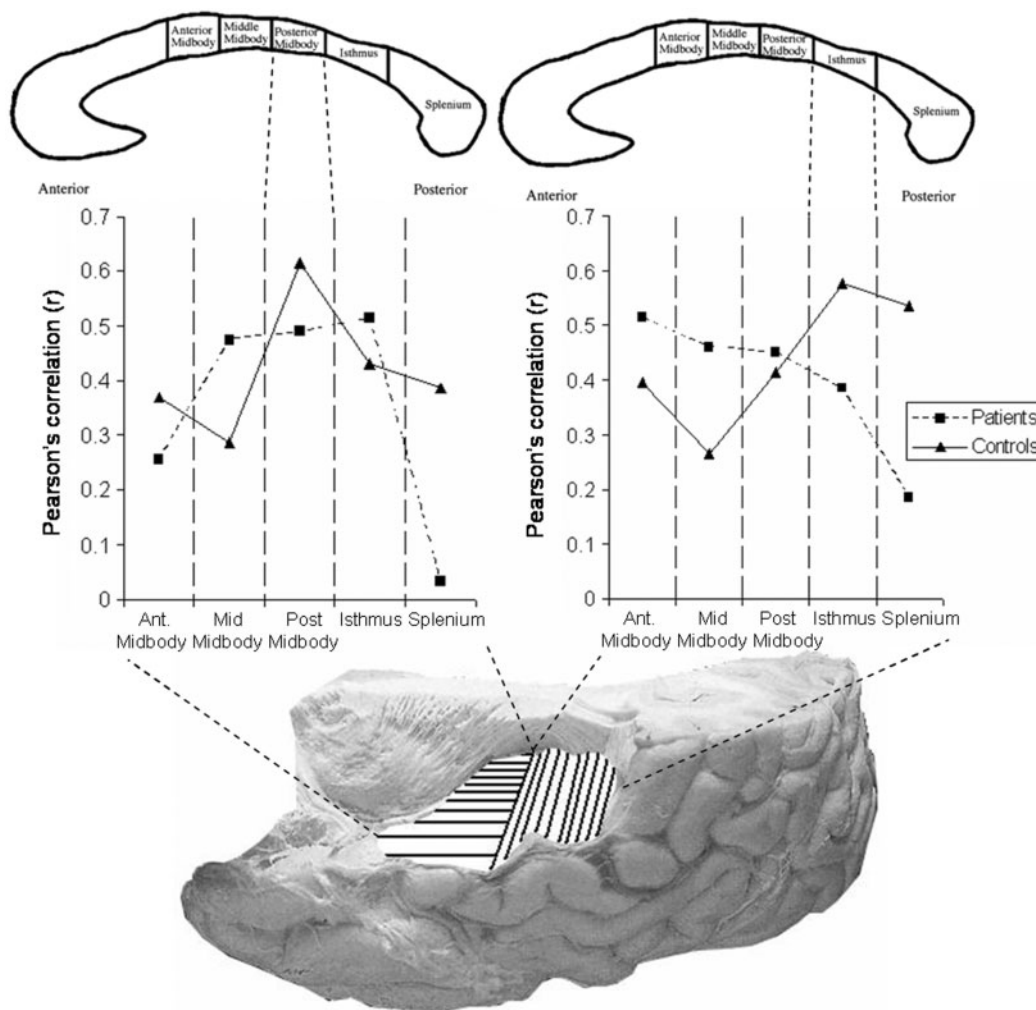 Anterior
Midbody
Middle
Midbody
Posterior
Midbody
Isthmus
Splenium
Anterior
Posterior
Anterior
Midbody
Middle
Midbody
Posterior
Midbody
Isthmus
Splenium
Anterior
Posterior
Pearson's correlation (r)
0.7
0.6
0.5
0.4
0.3
0.2
0.1
0
Ant.
Midbody
Mid
Midbody
Post
Midbody
Isthmus
Splenium
Pearson's correlation (r)
0.7
0.6
0.5
0.4
0.3
0.2
0.1
0
Ant.
Midbody
Mid
Midbody
Post
Midbody
Isthmus
Splenium
Patients
Controls